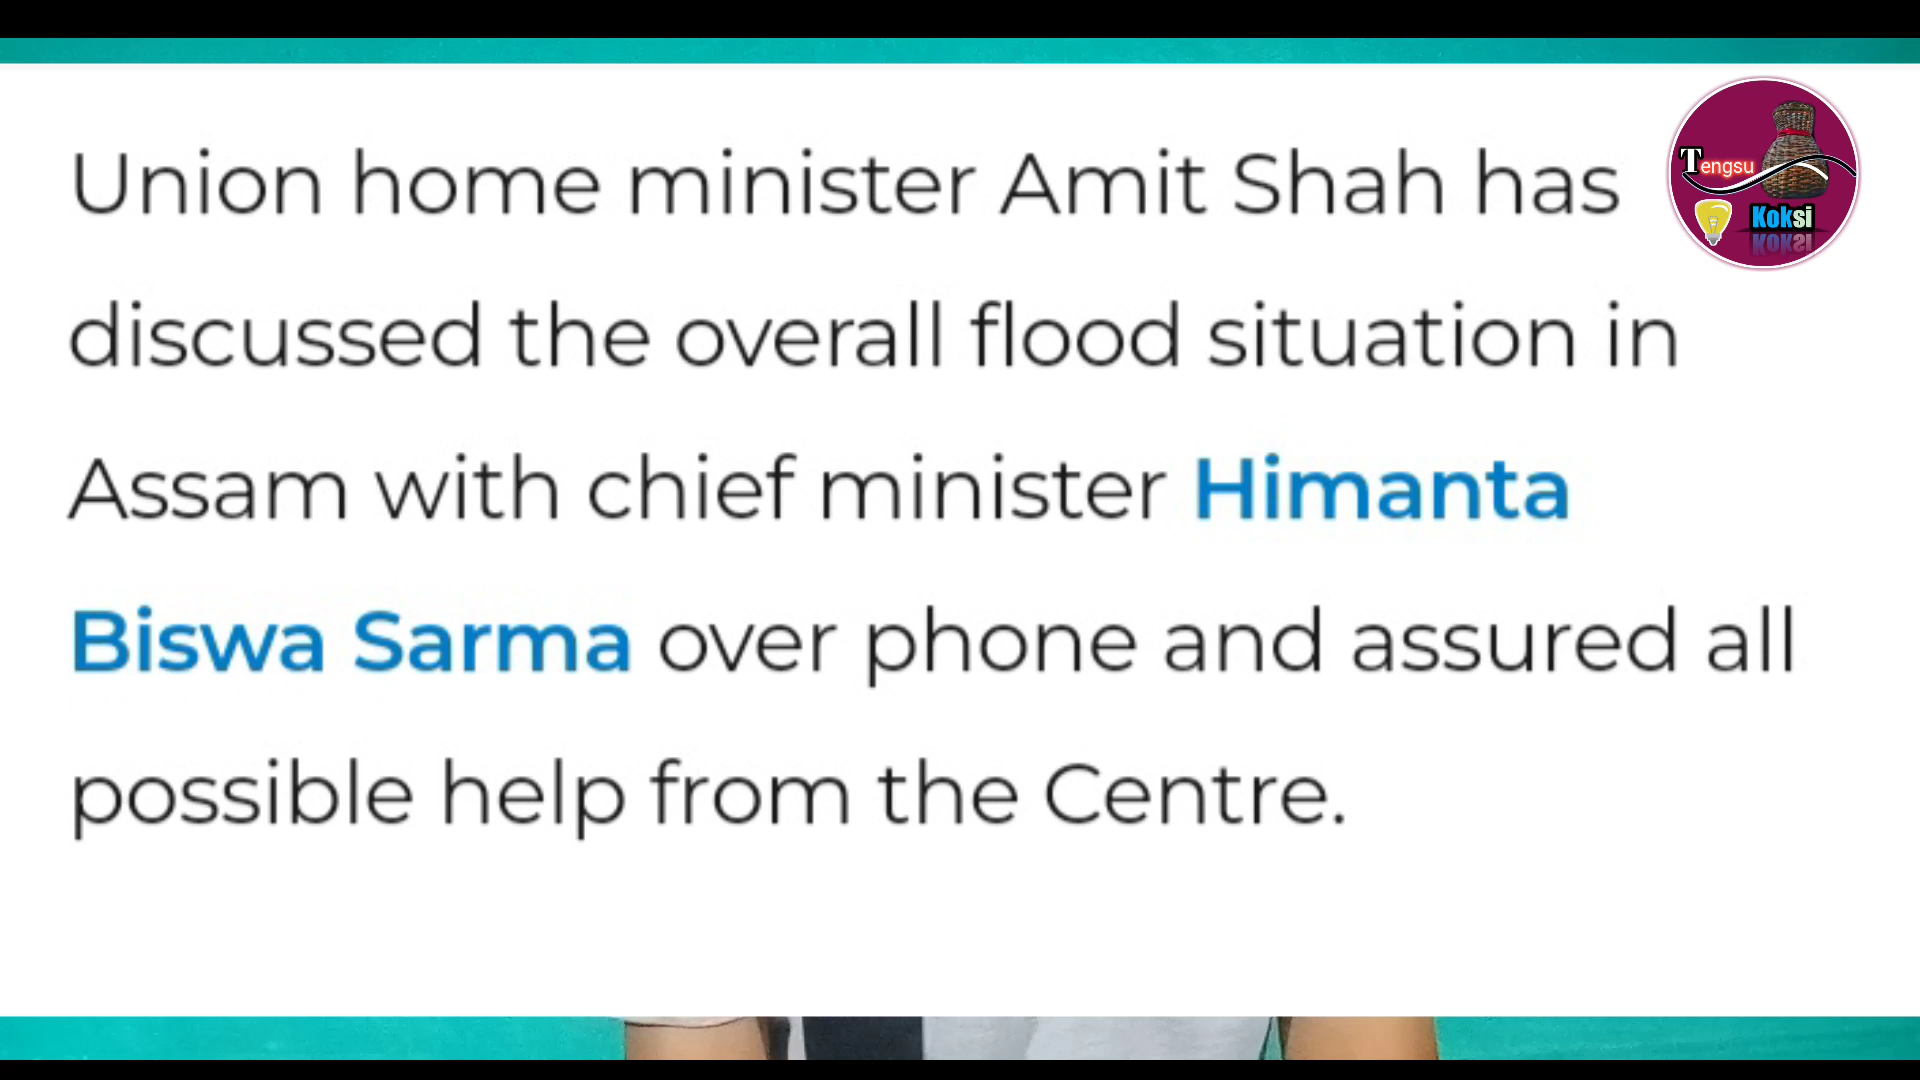 Union home minister Amit Shah has
discussed the overall flood situation in
Assam with chief minister Himanta
Biswa Sarma over phone and assured all
possible help from the Centre.
Tengsu
Koksi